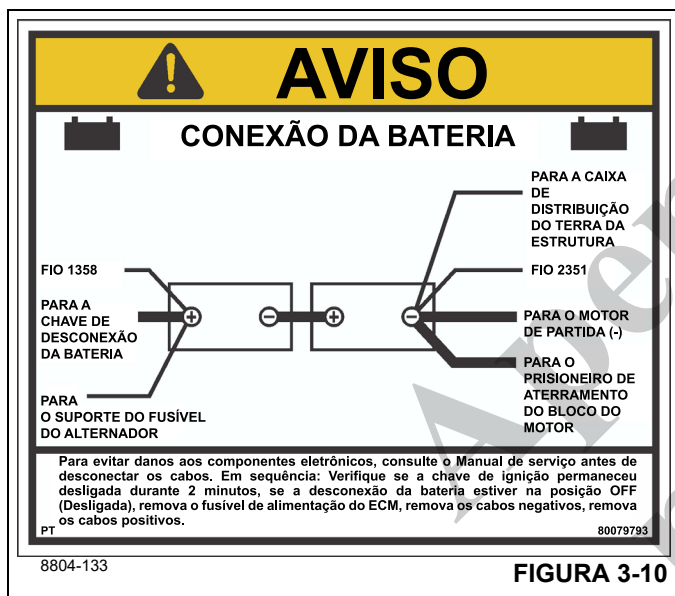 AVISO
CONEXÃO DA BATERIA
PARA A CAIXA
DE
DISTRIBUIÇÃO
DO TERRA DA
ESTRUTURA
FIO 1358
FIO 2351
PARA A
CHAVE DE
DESCONEXÃO
DA BATERIA
PARA O MOTOR
DE PARTIDA (-)
PARA
O SUPORTE DO FUSÍVEL
DO ALTERNADOR
PARA O
PRISIONEIRO DE
ATERRAMENTO
DO BLOCO DO
MOTOR
+
−
+
−
Para evitar danos aos componentes eletrônicos, consulte o Manual de serviço antes de
desconectar os cabos. Em sequência: Verifique se a chave de ignição permaneceu
desligada durante 2 minutos, se a desconexão da bateria estiver na posição OFF
(Desligada), remova o fusível de alimentação do ECM, remova os cabos negativos, remova
os cabos positivos.
PT
80079793
8804-133
FIGURA 3-10